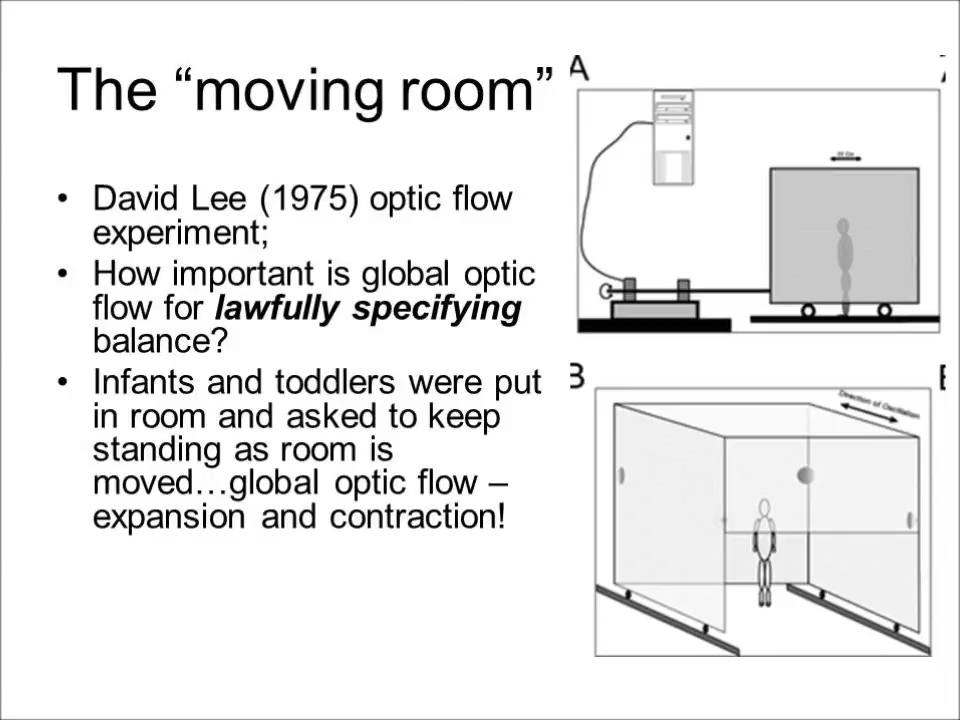 The “moving room”
• David Lee (1975) optic flow
experiment;
• How important is global optic
flow for lawfully specifying
balance?
• Infants and toddlers were put
in room and asked to keep
standing as room is
moved…global optic flow –
expansion and contraction!
A
B
Direction of Oscillation